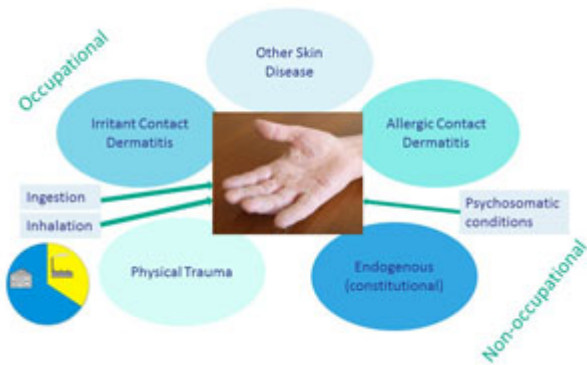 Occupational
Other Skin
Disease
Irritant Contact
Dermatitis
Allergic Contact
Dermatitis
Ingestion
Inhalation
Psychosomatic
conditions
Physical Trauma
Endogenous
(constitutional)
Non-occupational